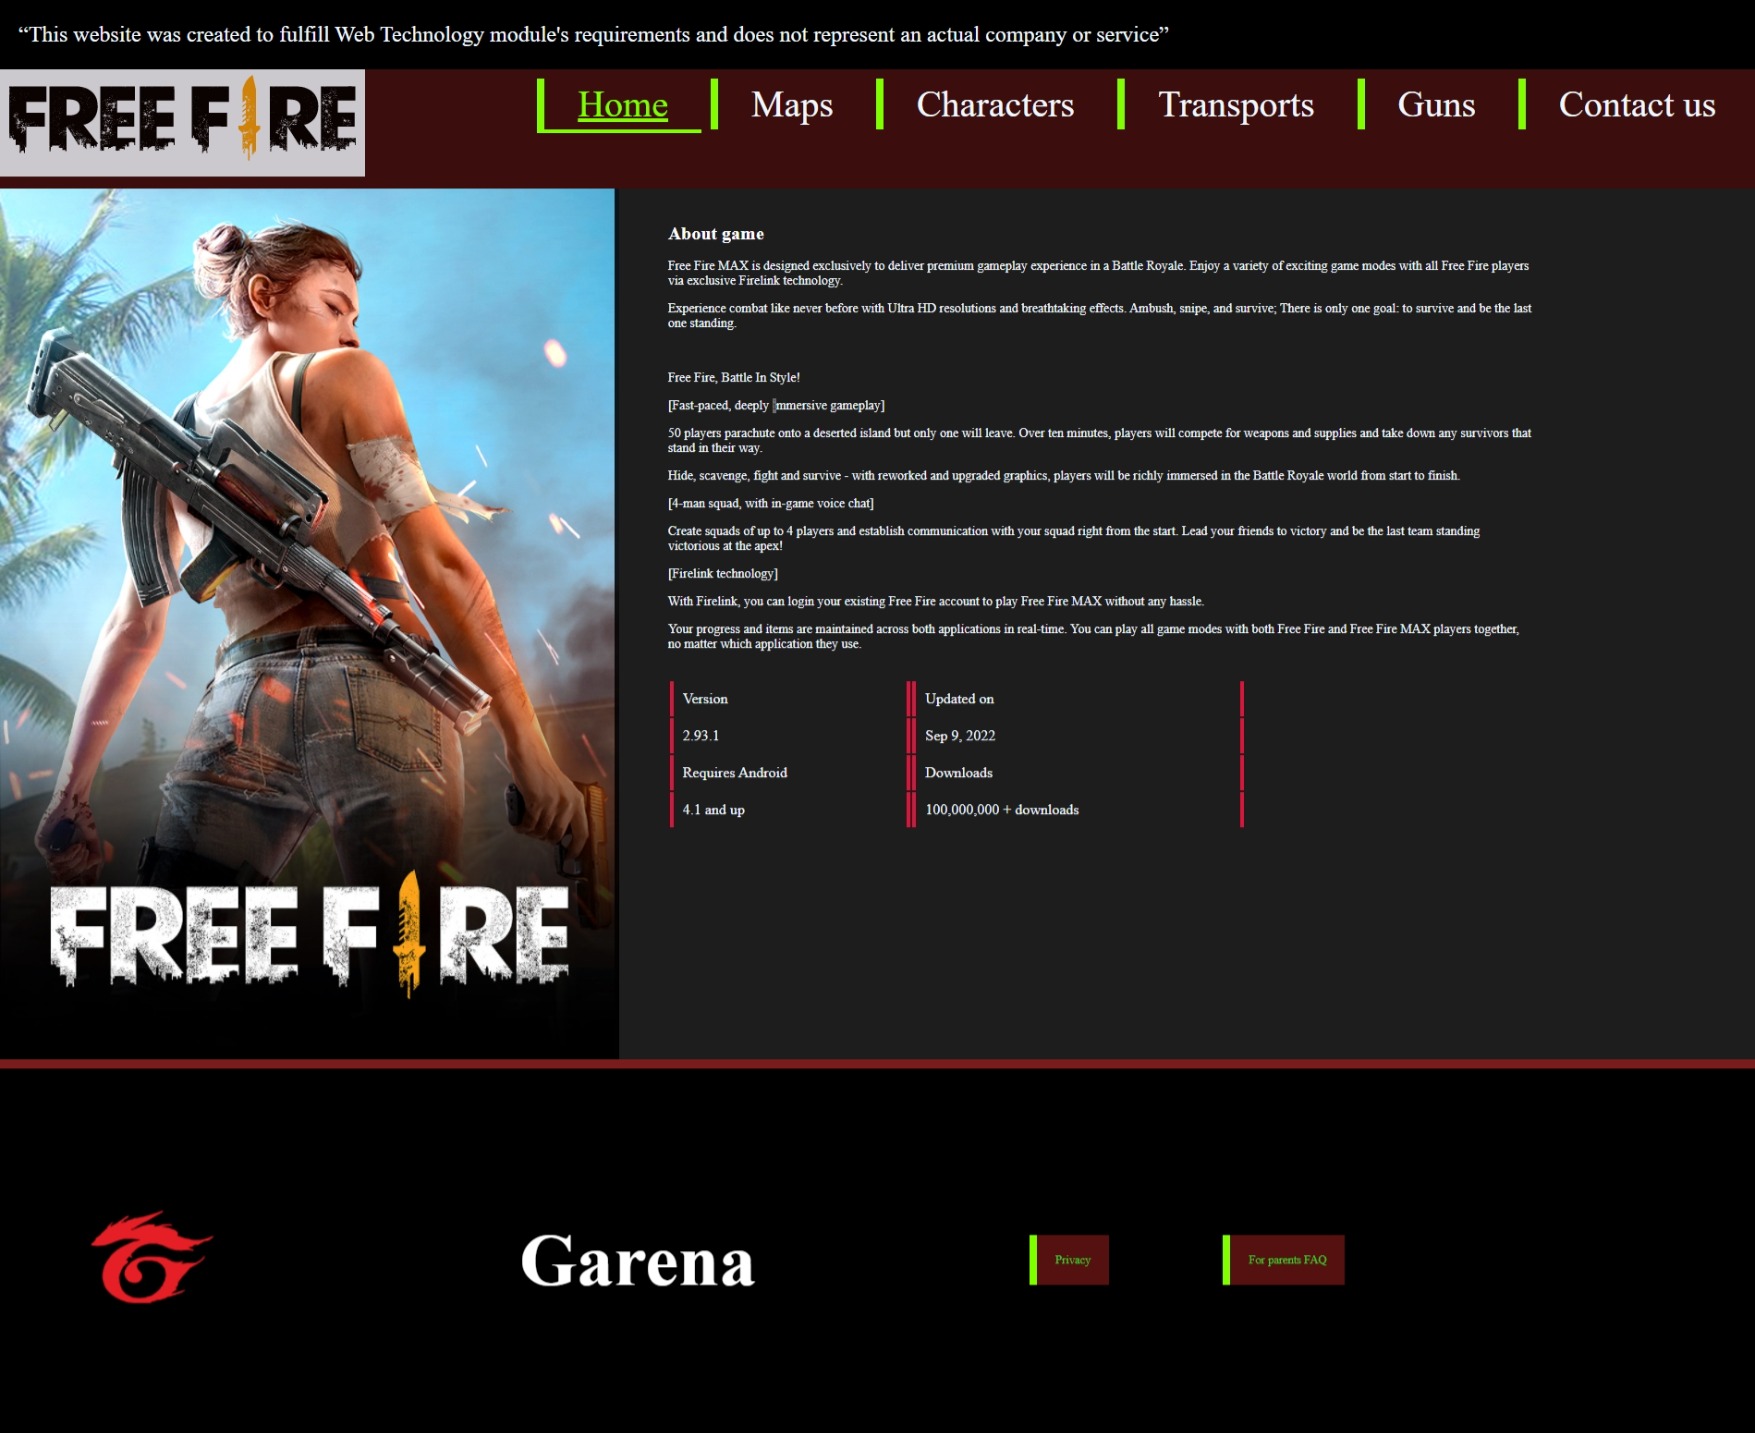 “This website was created to fulfill Web Technology module's requirements and does not represent an actual company or service”
FREE FIRE
Home Maps Characters Transports Guns Contact us
About game
Free Fire MAX is designed exclusively to deliver premium gameplay experience in a Battle Royale. Enjoy a variety of exciting game modes with all Free Fire players
via exclusive Firelink technology.
Experience combat like never before with Ultra HD resolutions and breathtaking effects. Ambush, snipe, and survive; There is only one goal: to survive and be the last
one standing.
Free Fire, Battle In Style!
[Fast-paced, deeply immersive gameplay]
50 players parachute onto a deserted island but only one will leave. Over ten minutes, players will compete for weapons and supplies and take down any survivors that
stand in their way.
Hide, scavenge, fight and survive - with reworked and upgraded graphics, players will be richly immersed in the Battle Royale world from start to finish.
[4-man squad, with in-game voice chat]
Create squads of up to 4 players and establish communication with your squad right from the start. Lead your friends to victory and be the last team standing
victorious at the apex!
[Firelink technology]
With Firelink, you can login your existing Free Fire account to play Free Fire MAX without any hassle.
Your progress and items are maintained across both applications in real-time. You can play all game modes with both Free Fire and Free Fire MAX players together,
no matter which application they use.
Version Updated on
2.93.1 Sep 9, 2022
Requires Android Downloads
4.1 and up 100,000,000 + downloads
FREE FIRE
Garena
Privacy
For parents FAQ